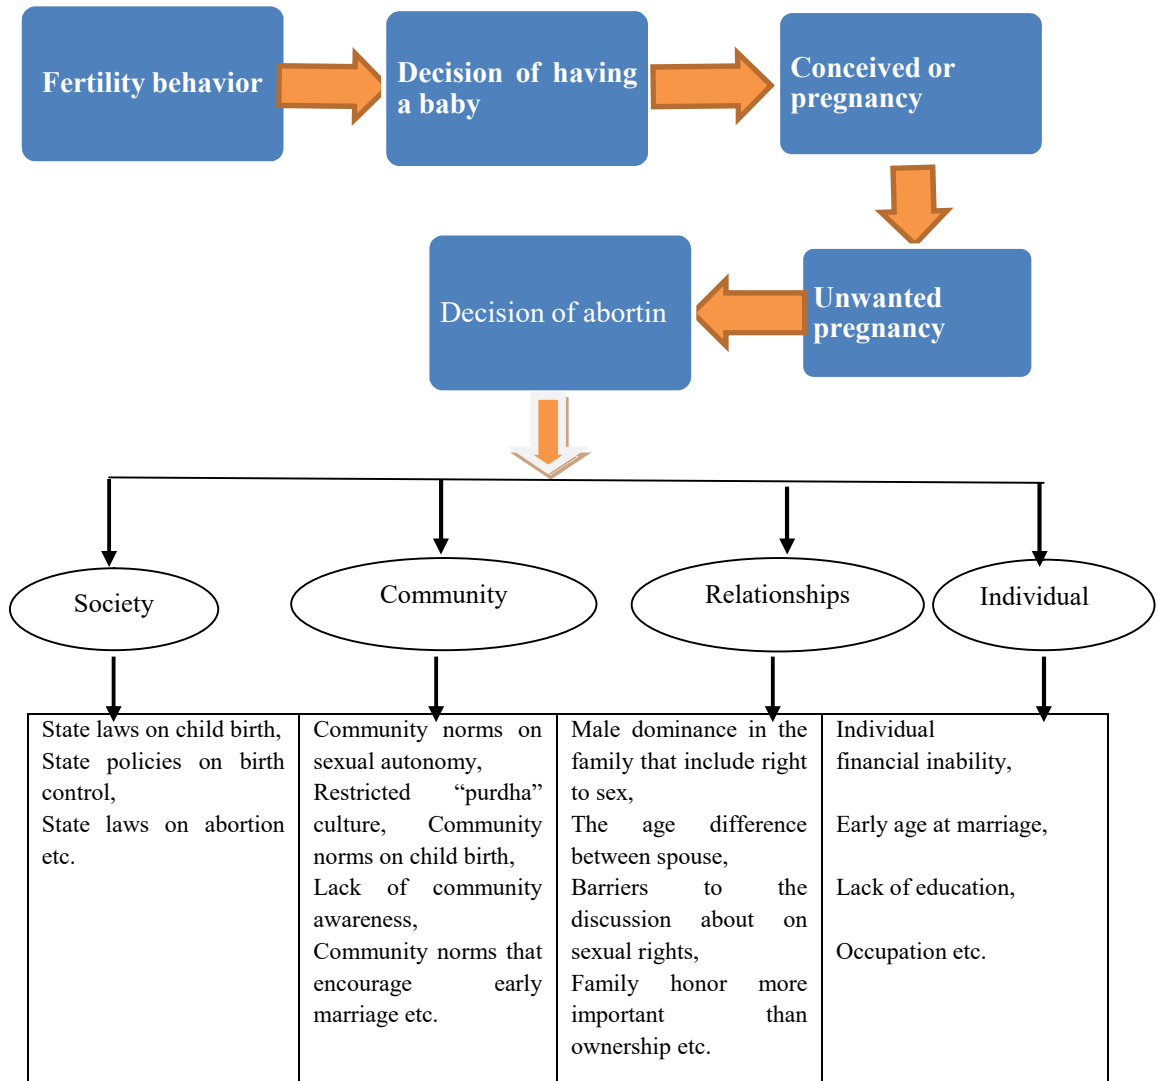 Fertility behavior
Decision of having
a baby
Conceived or
pregnancy
Unwanted
pregnancy
Decision of abortin
Society
Community
Relationships
Individual
State laws on child birth,
State policies on birth
control,
State laws on abortion
etc.
Community norms on
sexual autonomy,
Restricted “purdha”
culture, Community
norms on child birth,
Lack of community
awareness,
Community norms that
encourage early
marriage etc.
Male dominance in the
family that include right
to sex,
The age difference
between spouse,
Barriers to the
discussion about on
sexual rights,
Family honor more
important than
ownership etc.
Individual
financial inability,
Early age at marriage,
Lack of education,
Occupation etc.